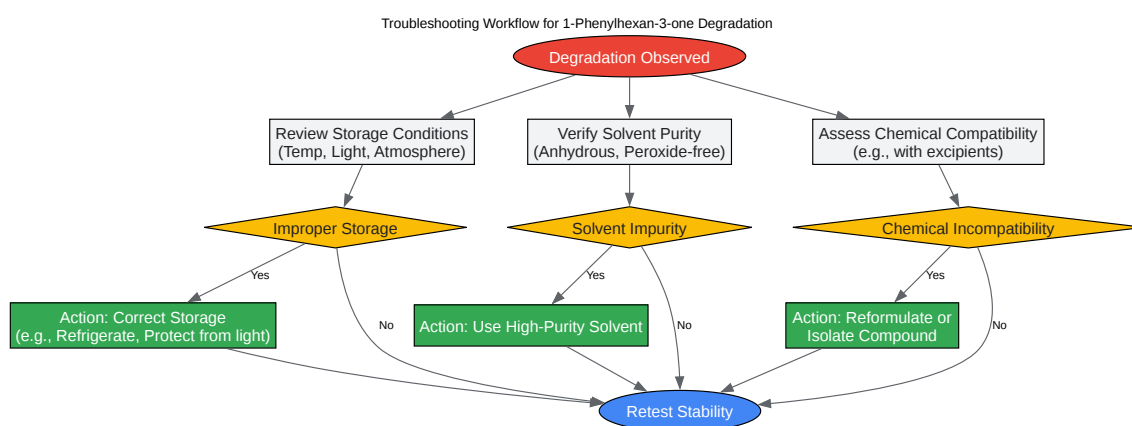 Troubleshooting Workflow for 1-Phenylhexan-3-one Degradation
Degradation Observed
Review Storage Conditions
(Temp, Light, Atmosphere)
Verify Solvent Purity
(Anhydrous, Peroxide-free)
Assess Chemical Compatibility
(e.g., with excipients)
Improper Storage
Solvent Impurity
Chemical Incompatibility
Yes
Yes
Yes
Action: Correct Storage
(e.g., Refrigerate, Protect from light)
No
Action: Use High-Purity Solvent
No
Action: Reformulate or
Isolate Compound
No
Retest Stability